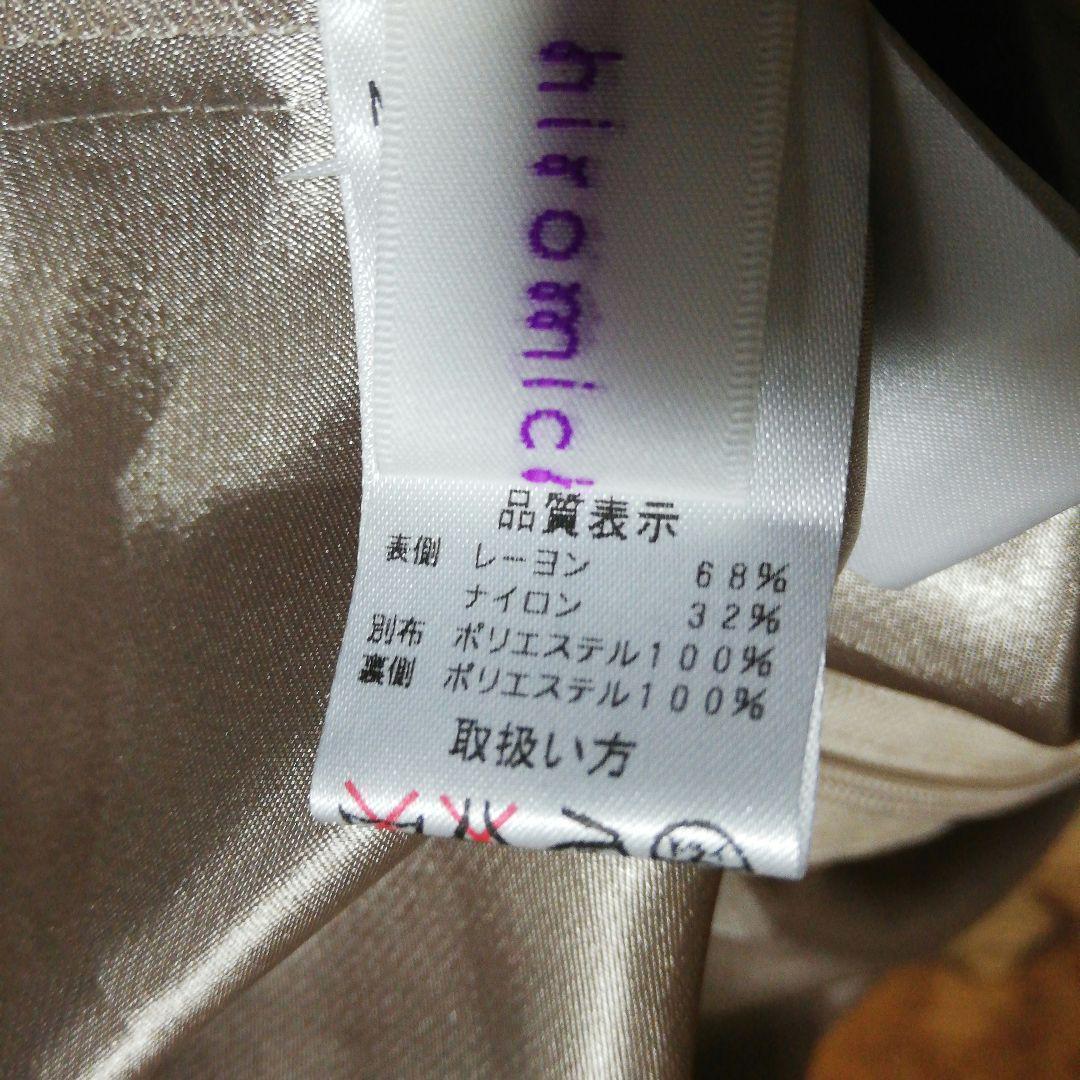 hiromic
品質表示
表側 レーヨン 68%
ナイロン 32%
別布 ポリエステル100%
裏側 ポリエステル100%
取扱い方